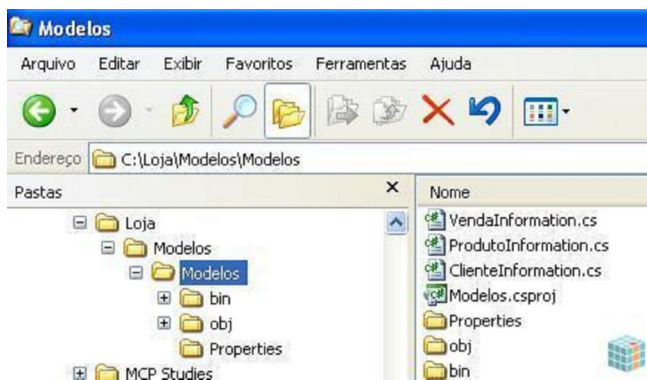 Modelos
Arquivo Editar Exibir Favoritos Ferramentas Ajuda
Endereço C:\Loja\Modelos\Modelos
Pastas
Loja
Modelos
Modelos
bin
obj
Properties
MCP Studies
Nome
VendaInformation.cs
ProdutoInformation.cs
ClienteInformation.cs
Modelos.csproj
Properties
obj
bin